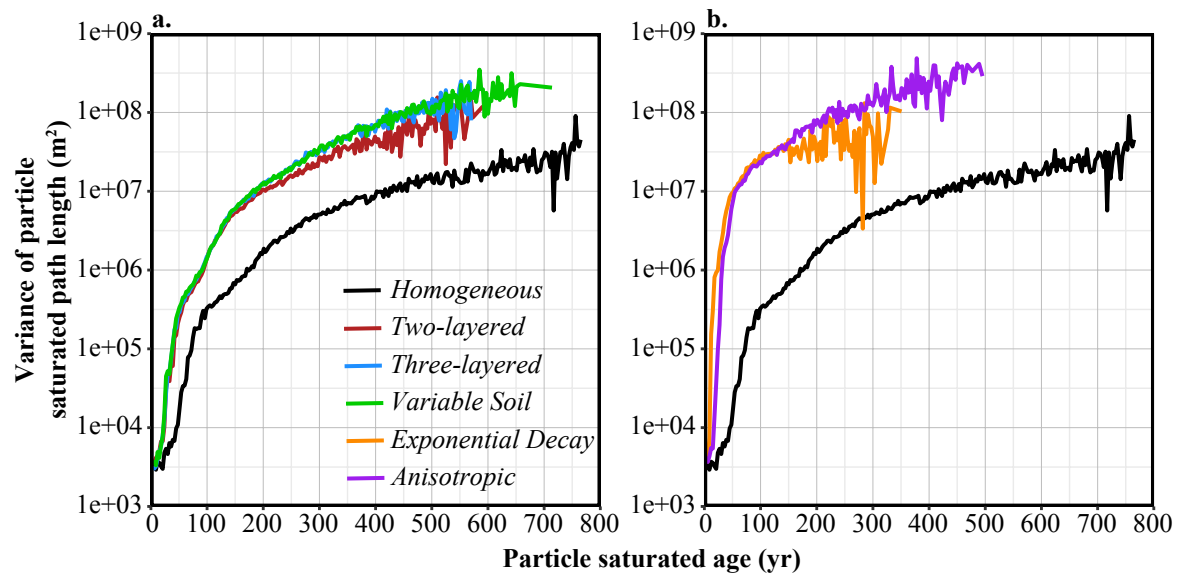 a.
b.
1e+09
1e+08
1e+07
1e+06
1e+05
1e+04
1e+03
Variance of particle
saturated path length (m²)
Homogeneous
Two-layered
Three-layered
Variable Soil
Exponential Decay
Anisotropic
0 100 200 300 400 500 600 700 800
1e+09
1e+08
1e+07
1e+06
1e+05
1e+04
1e+03
0 100 200 300 400 500 600 700 800
Particle saturated age (yr)